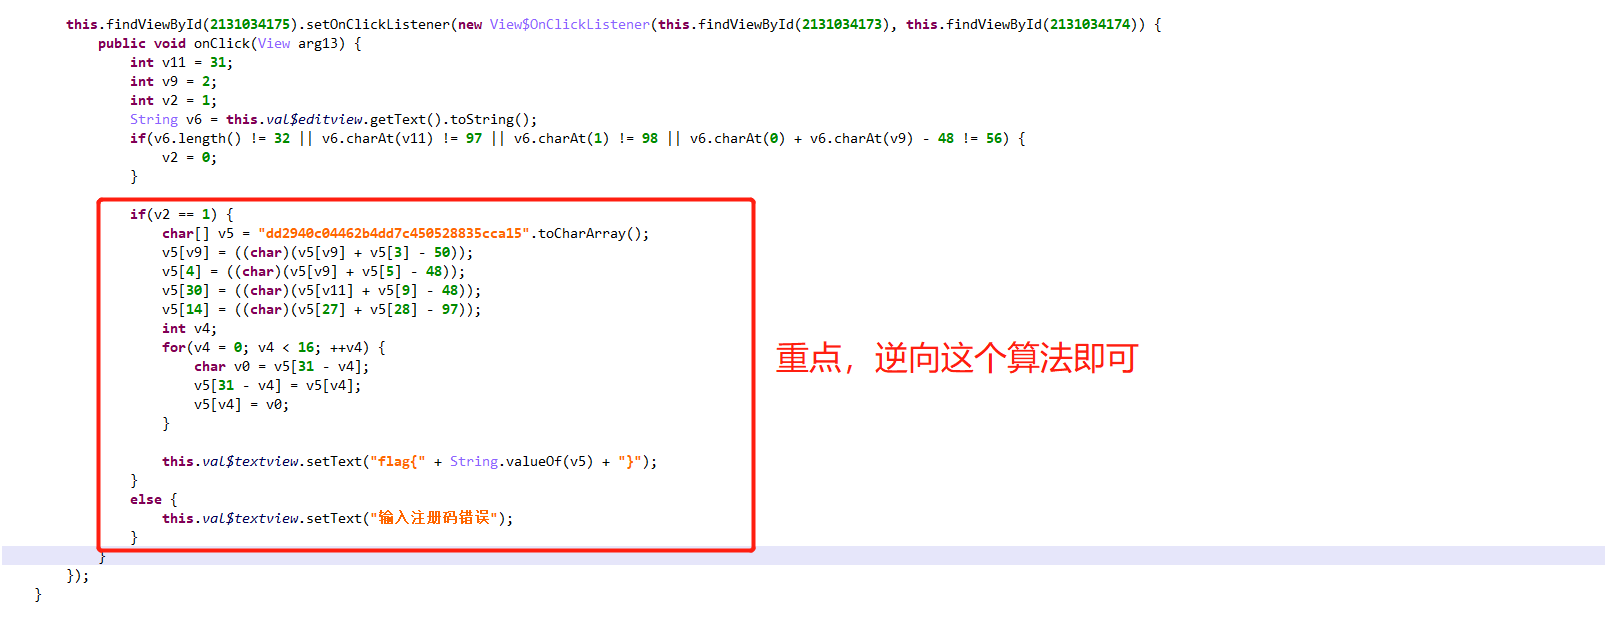 this.findViewById(2131034175).setOnClickListener(new View$OnClickListener(this.findViewById(2131034173), this.findViewById(2131034174)) {
public void onClick(View arg13) {
int v11 = 31;
int v9 = 2;
int v2 = 1;
String v6 = this.val$editview.getText().toString();
if(v6.length() != 32 || v6.charAt(v11) != 97 || v6.charAt(1) != 98 || v6.charAt(0) + v6.charAt(v9) - 48 != 56) {
v2 = 0;
}
if(v2 == 1) {
char[] v5 = "dd2940c04462b4dd7c450528835cca15".toCharArray();
v5[v9] = ((char)(v5[v9] + v5[3] - 50));
v5[4] = ((char)(v5[v9] + v5[5] - 48));
v5[30] = ((char)(v5[v11] + v5[9] - 48));
v5[14] = ((char)(v5[27] + v5[28] - 97));
int v4;
for(v4 = 0; v4 < 16; ++v4) {
char v0 = v5[31 - v4];
v5[31 - v4] = v5[v4];
v5[v4] = v0;
}
重点，逆向这个算法即可
this.val$textview.setText("flag{" + String.valueOf(v5) + "}");
}
else {
this.val$textview.setText("输入注册码错误");
}
}
});
}